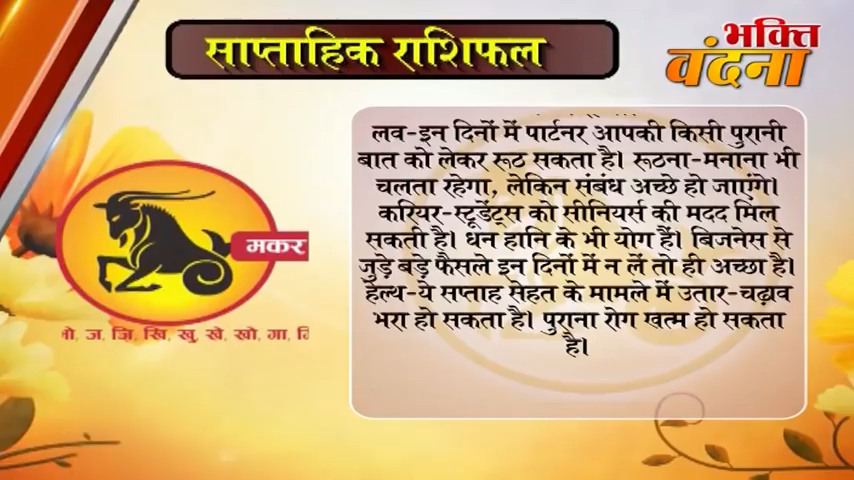 साप्ताहिक राशिफल
भक्ति
वंदना
लव-इन दिनों में पार्टनर आपकी किसी पुरानी
बात को लेकर रूठ सकता है। रूठना-मनाना भी
चलता रहेगा, लेकिन संबंध अच्छे हो जाएंगे।
करियर-स्टूडेंट्स को सीनियर्स की मदद मिल
सकती है। धन हानि के भी योग हैं। बिजनेस से
जुड़े बड़े फैसले इन दिनों में न लें तो ही अच्छा है।
हेल्थ-ये सप्ताह सेहत के मामले में उतार-चढ़ाव
भरा हो सकता है। पुराना रोग खत्म हो सकता
है।
मकर
ज, जि, खि, खु, खे, खो, गा,